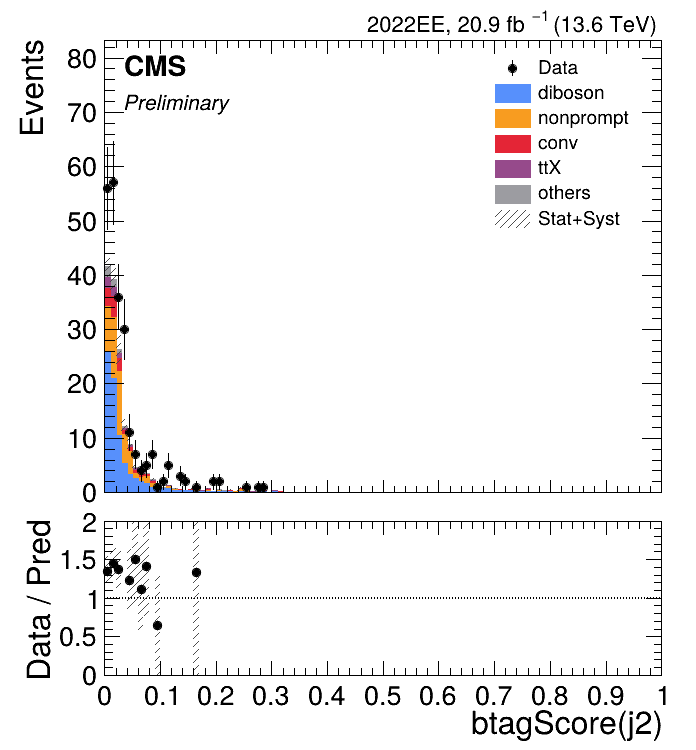 2022EE, 20.9 fb ⁻¹ (13.6 TeV)
CMS
Preliminary
Events
80
70
60
50
40
30
20
10
0
Data
diboson
nonprompt
conv
ttX
others
Stat+Syst
Data / Pred
2
1.5
1
0.5
0
0 0.1 0.2 0.3 0.4 0.5 0.6 0.7 0.8 0.9 1
btagScore(j2)